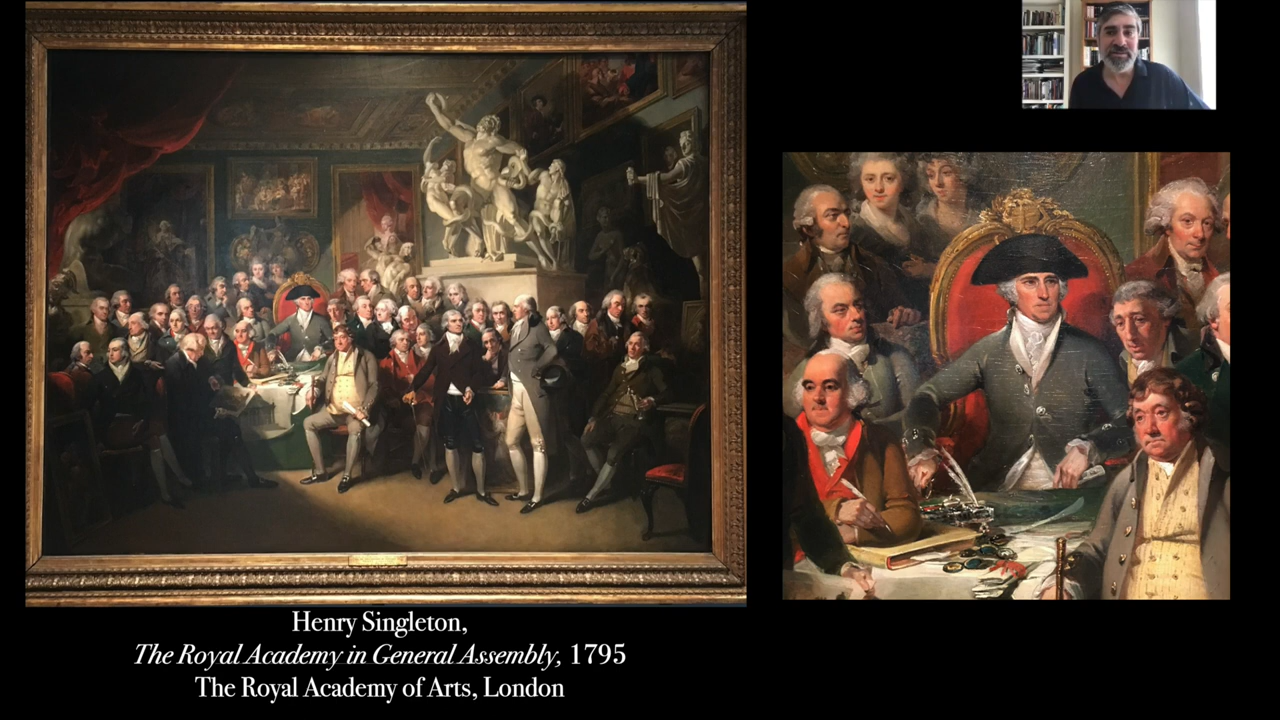 Henry Singleton,
The Royal Academy in General Assembly, 1795
The Royal Academy of Arts, London